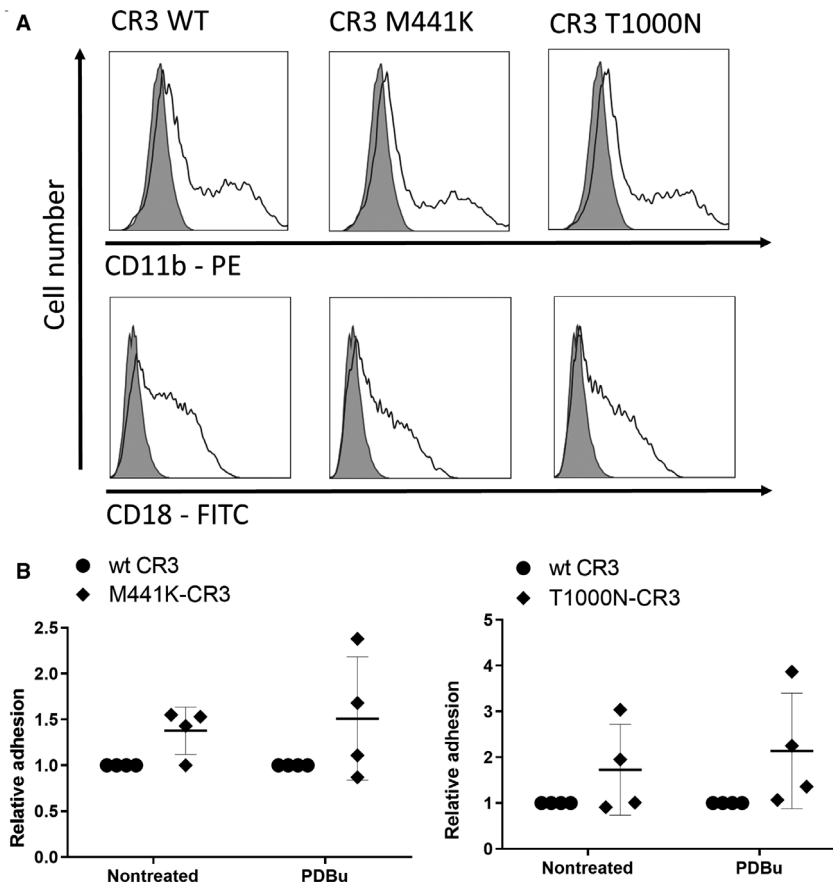 A
CR3 WT
CR3 M441K
CR3 T1000N
Cell number
CD11b - PE
CD18 - FITC
B
wt CR3
M441K-CR3
Relative adhesion
2.5
2.0
1.5
1.0
0.5
0.0
Nontreated
PDBu
wt CR3
T1000N-CR3
Relative adhesion
5
4
3
2
1
0
Nontreated
PDBu